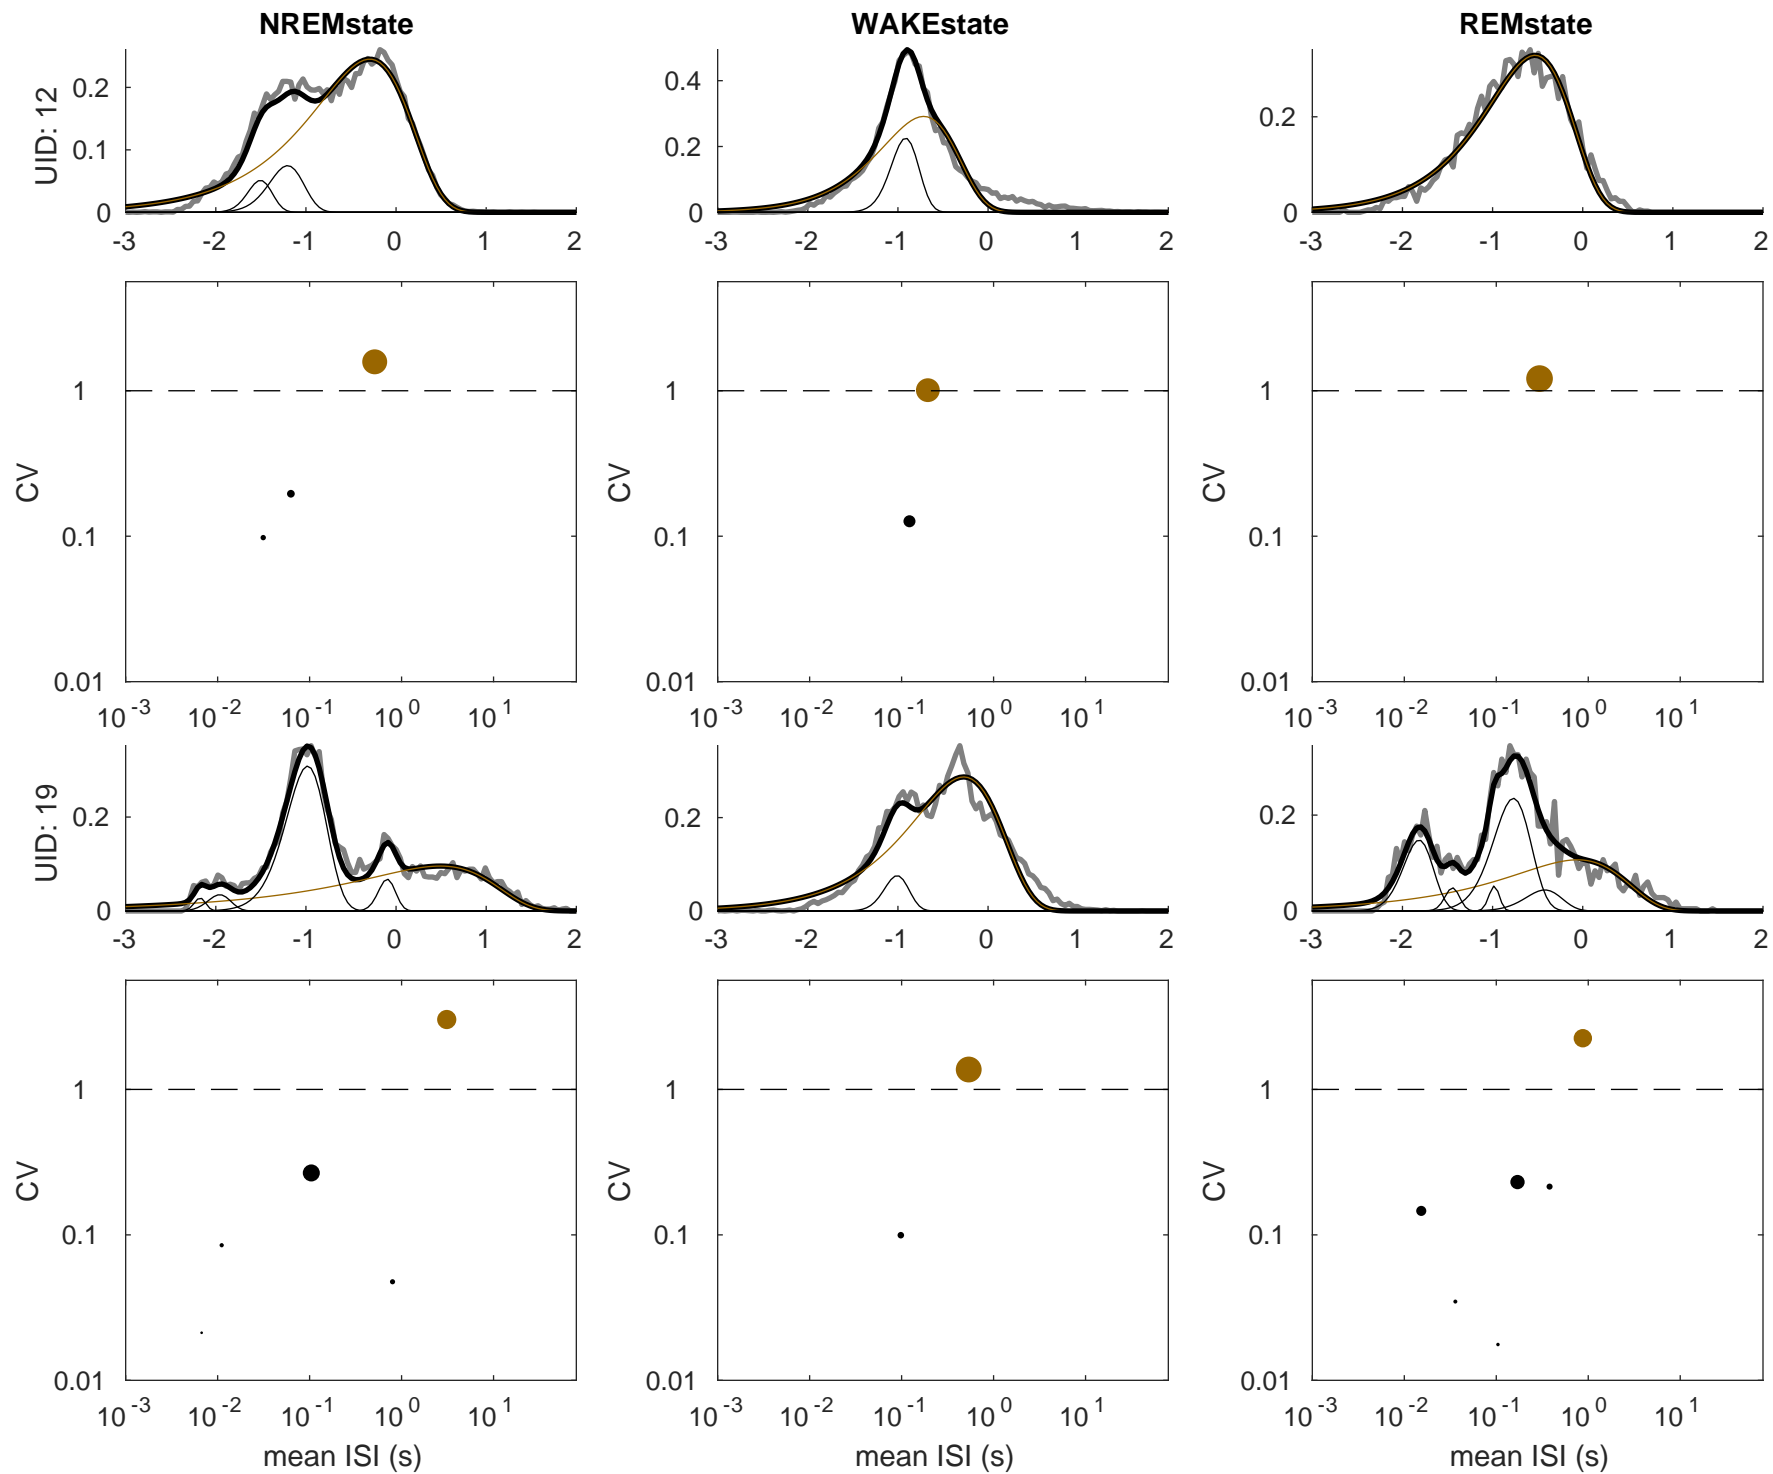 NREMstate WAKEstate REMstate
UID: 12
0.2 0.1 0
-3 -2 -1 0 1 2
0.4 0.2 0
-3 -2 -1 0 1 2
0.2 0
-3 -2 -1 0 1 2
CV
1 0.1 0.01
10^-3 10^-2 10^-1 10^0 10^1
CV
1 0.1 0.01
10^-3 10^-2 10^-1 10^0 10^1
CV
1 0.1 0.01
10^-3 10^-2 10^-1 10^0 10^1
UID: 19
0.2 0
-3 -2 -1 0 1 2
0.2 0
-3 -2 -1 0 1 2
0.2 0
-3 -2 -1 0 1 2
CV
1 0.1 0.01
10^-3 10^-2 10^-1 10^0 10^1
mean ISI (s)
CV
1 0.1 0.01
10^-3 10^-2 10^-1 10^0 10^1
mean ISI (s)
CV
1 0.1 0.01
10^-3 10^-2 10^-1 10^0 10^1
mean ISI (s)